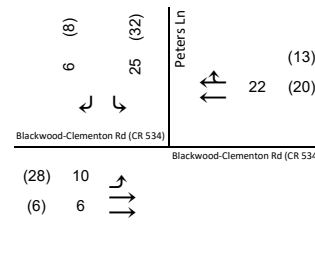 (8) (32)
6 25
Peters Ln
(13)
22 (20)
Blackwood-Clementon Rd (CR 534)
Blackwood-Clementon Rd (CR 534
(28) 10
(6) 6